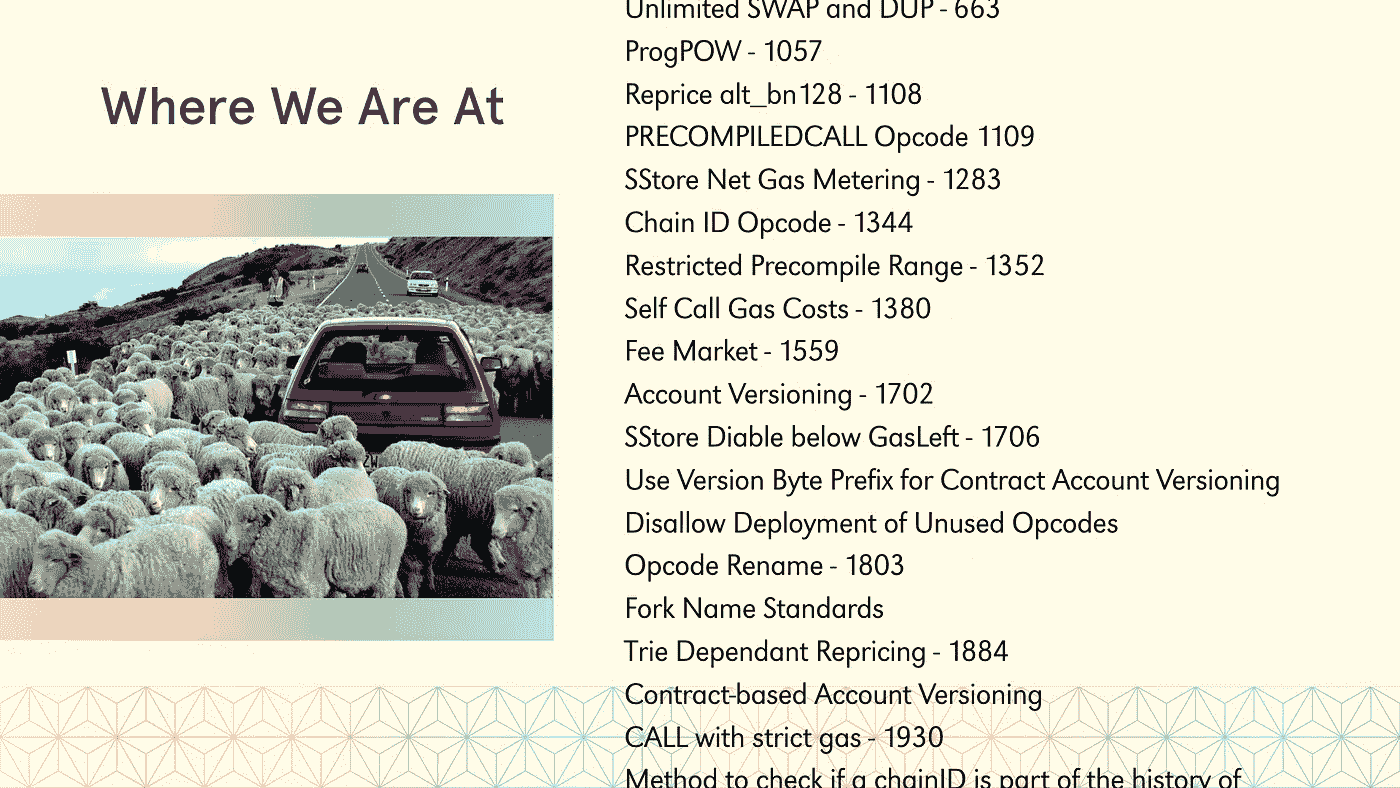 Where We Are At
Unlimited SWAP and DUP - 663
ProgPOW - 1057
Reprice alt_bn128 - 1108
PRECOMPILEDCALL Opcode 1109
SStore Net Gas Metering - 1283
Chain ID Opcode - 1344
Restricted Precompile Range - 1352
Self Call Gas Costs - 1380
Fee Market - 1559
Account Versioning - 1702
SStore Diable below GasLeft - 1706
Use Version Byte Prefix for Contract Account Versioning
Disallow Deployment of Unused Opcodes
Opcode Rename - 1803
Fork Name Standards
Trie Dependant Repricing - 1884
Contract-based Account Versioning
CALL with strict gas - 1930
Method to check if a chainID is part of the history of